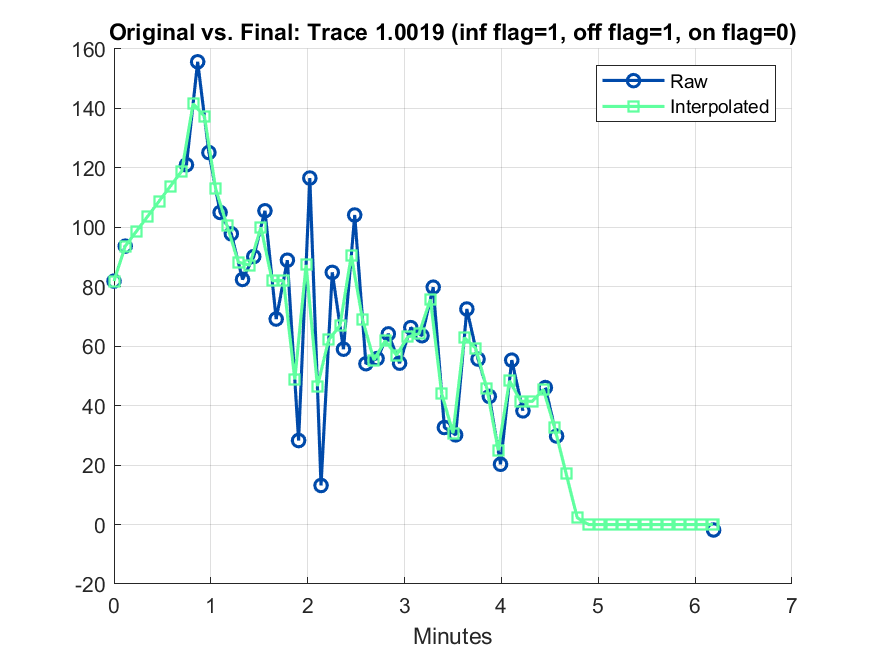 Original vs. Final: Trace 1.0019 (inf flag=1, off flag=1, on flag=0)
160
140
120
100
80
60
40
20
0
-20
Raw
Interpolated
0 1 2 3 4 5 6 7
Minutes